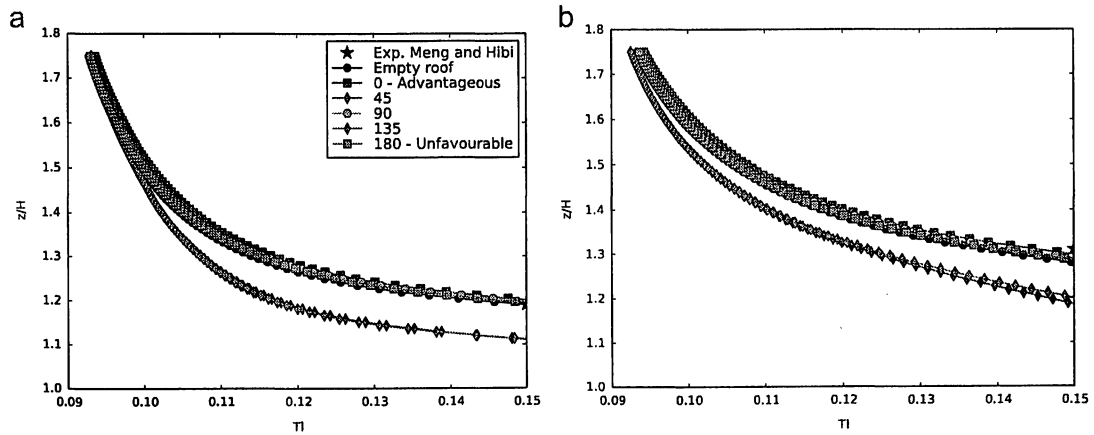 a
1.8
1.7
1.6
1.5
1.4
1.3
1.2
1.1
1.0
z/H
0.09 0.10 0.11 0.12 0.13 0.14 0.15
TI
Exp. Meng and Hibi
Empty roof
0 - Advantageous
45
90
135
180 - Unfavourable
b
1.8
1.7
1.6
1.5
1.4
1.3
1.2
1.1
1.0
z/H
0.09 0.10 0.11 0.12 0.13 0.14 0.15
TI